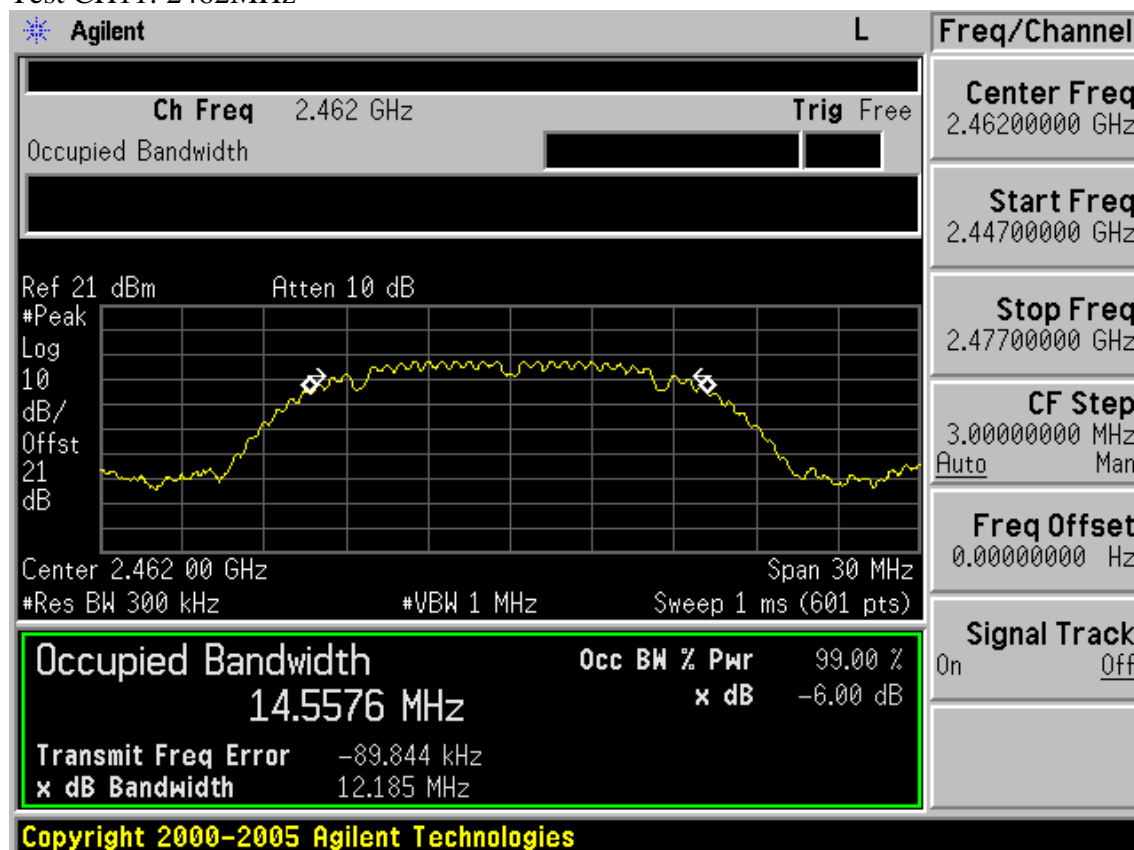 Test CH11: 2462MHz
Agilent L Freq/Channel
Ch Freq 2.462 GHz Trig Free
Occupied Bandwidth
Center Freq
2.46200000 GHz
Start Freq
2.44700000 GHz
Stop Freq
2.47700000 GHz
CF Step
3.00000000 MHz
Auto Man
Freq Offset
0.00000000 Hz
Signal Track
On Off
Ref 21 dBm Atten 10 dB
#Peak
Log
10
dB/
Offst
21
dB
Center 2.462 00 GHz Span 30 MHz
#Res BW 300 kHz #VBW 1 MHz Sweep 1 ms (601 pts)
Occupied Bandwidth Occ BW % Pwr 99.00 %
14.5576 MHz x dB -6.00 dB
Transmit Freq Error -89.844 kHz
x dB Bandwidth 12.185 MHz
Copyright 2000-2005 Agilent Technologies